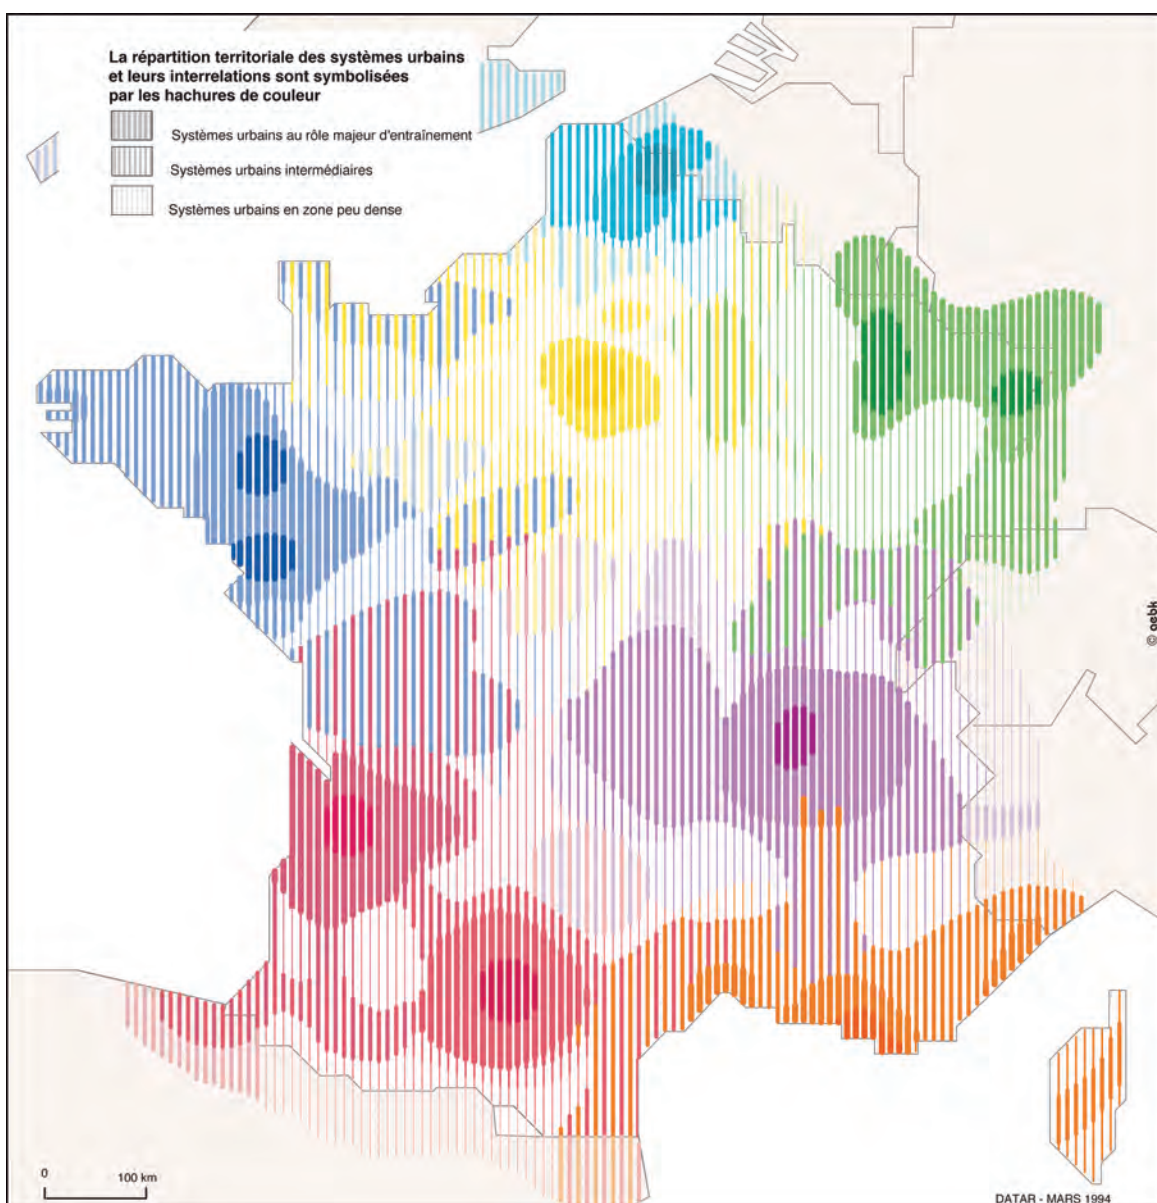 La répartition territoriale des systèmes urbains
et leurs interrelations sont symbolisées
par les hachures de couleur
Systèmes urbains au rôle majeur d'entraînement
Systèmes urbains intermédiaires
Systèmes urbains en zone peu dense
© oebk
0
100 km
DATAR - MARS 1994